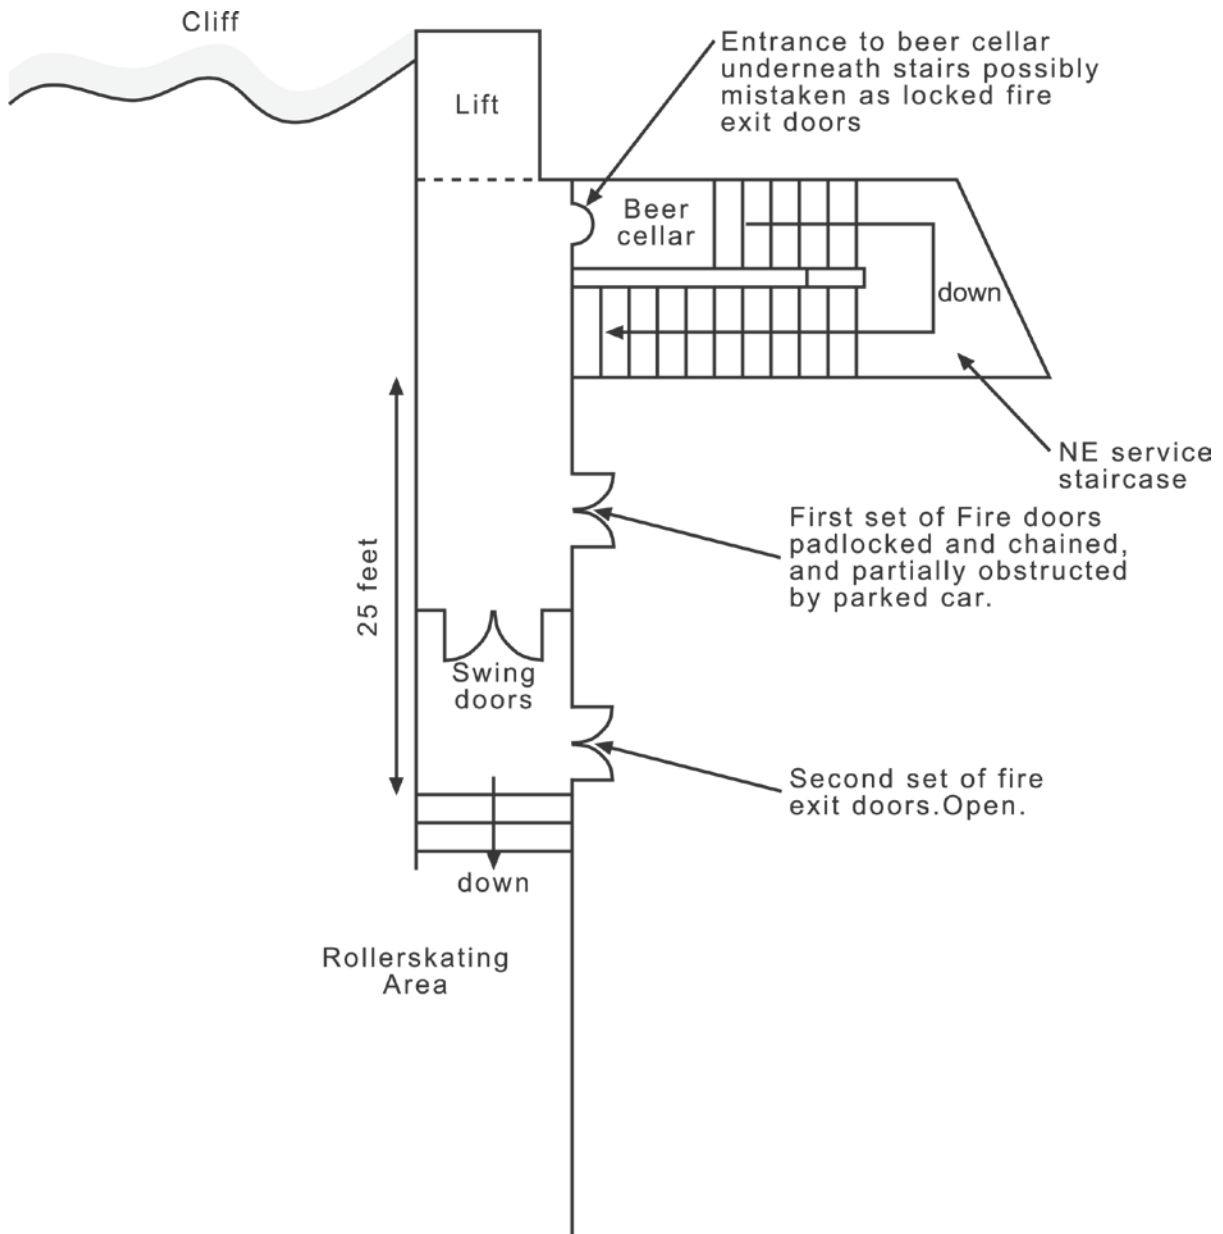 Cliff
Entrance to beer cellar
underneath stairs possibly
mistaken as locked fire
exit doors
Lift
Beer
cellar
down
NE service
staircase
First set of Fire doors
padlocked and chained,
and partially obstructed
by parked car.
25 feet
Swing
doors
Second set of fire
exit doors.Open.
down
Rollerskating
Area